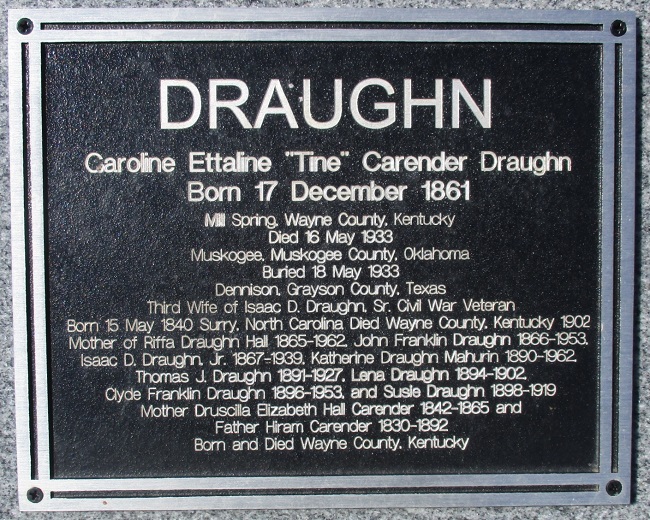 DRAUGHN
Caroline Ettaline "Tine" Carender Draughn
Born 17 December 1861
Mill Spring, Wayne County, Kentucky
Died 16 May 1933
Muskogee, Muskogee County, Oklahoma
Buried 18 May 1933
Dennison, Grayson County, Texas
Third Wife of Isaac D. Draughn, Sr. Civil War Veteran
Born 15 May 1840 Surry, North Carolina Died Wayne County, Kentucky 1902
Mother of Riffa Draughn Hall 1865-1962, John Franklin Draughn 1866-1953,
Isaac D. Draughn, Jr. 1867-1939, Katherine Draughn Mahurin 1890-1962,
Thomas J. Draughn 1891-1927, Lena Draughn 1894-1902,
Clyde Franklin Draughn 1896-1953, and Susie Draughn 1898-1919
Mother Druscilla Elizabeth Hall Carender 1842-1865 and
Father Hiram Carender 1830-1892
Born and Died Wayne County, Kentucky